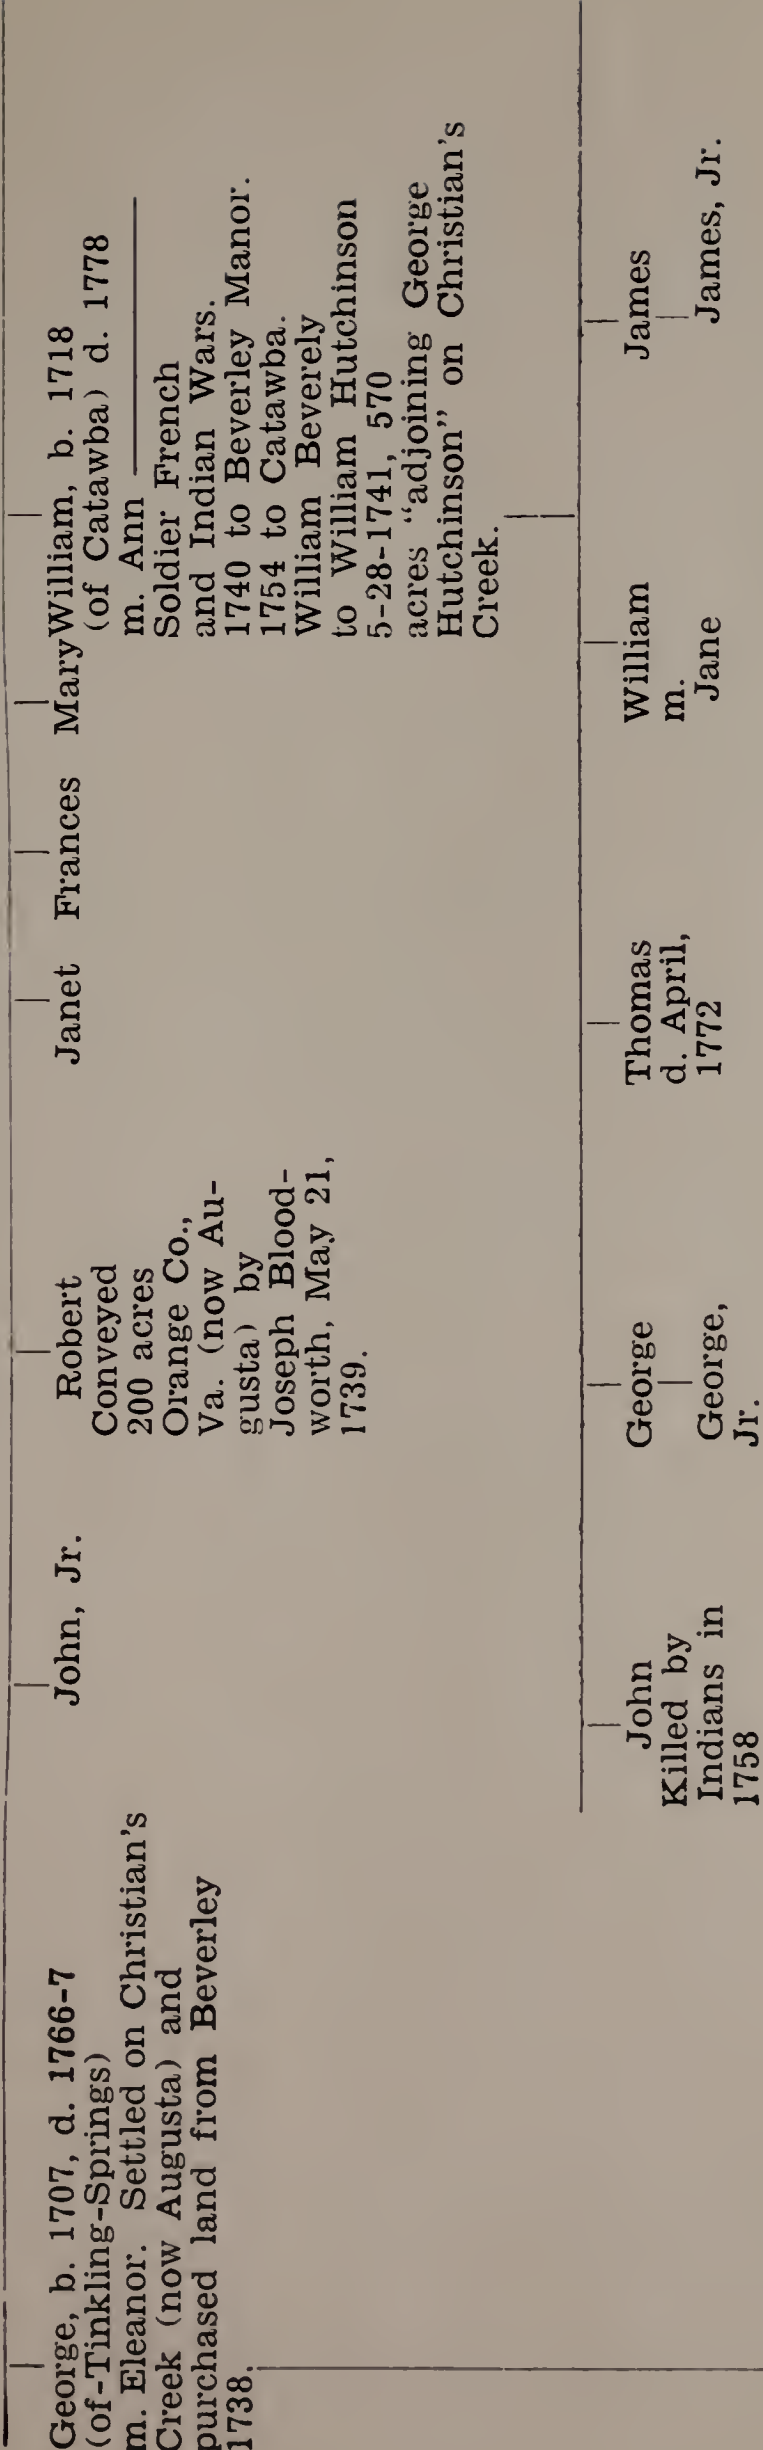 George, b. 1707, d. 1766-7
(of-Tinkling-Springs)
m. Eleanor. Settled on Christian's
Creek (now Augusta) and
purchased land from Beverley
1738.
John, Jr.
Robert
Conveyed
200 acres
Orange Co.,
Va. (now Au-
gusta) by
Joseph Blood-
worth, May 21,
1739.
Janet
Frances
Mary
William, b. 1718
(of Catawba) d. 1778
m. Ann
Soldier French
and Indian Wars.
1740 to Beverley Manor.
1754 to Catawba.
William Beverely
to William Hutchinson
5-28-1741, 570
acres "adjoining George
Hutchinson" on Christian's
Creek.
John
Killed by
Indians in
1758
George
George,
Jr.
Thomas
d. April,
1772
William
m.
Jane
James
James, Jr.